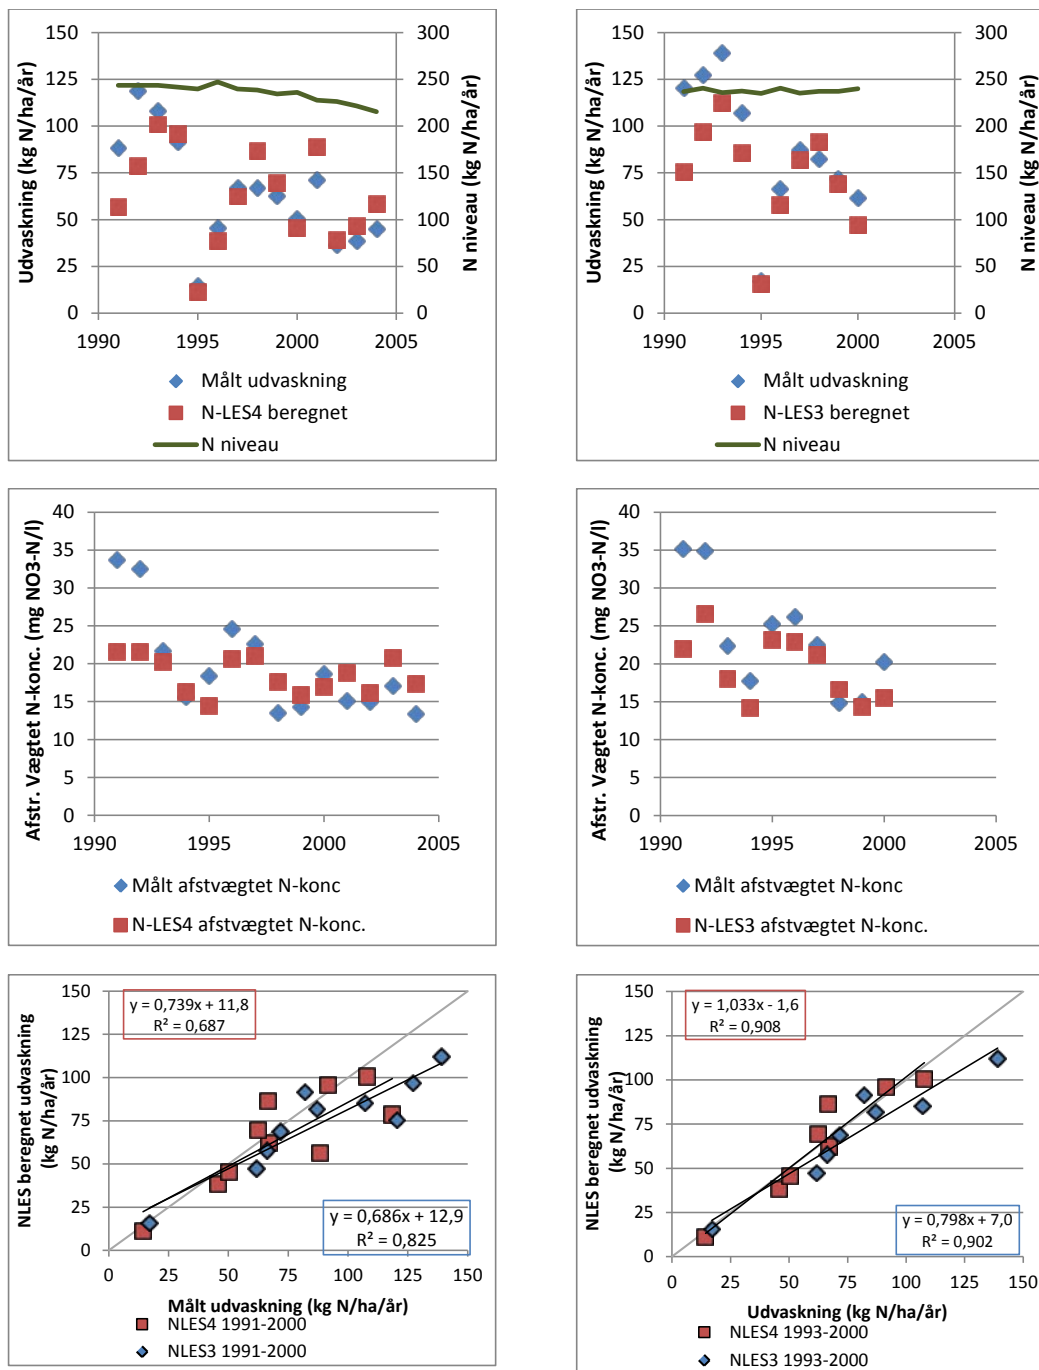 150
125
100
75
50
25
0
300
250
200
150
100
50
0
1990
1995
2000
2005
Udvaskning (kg N/ha/år)
N niveau (kg N/ha/år)
Målt udvaskning
N-LES4 beregnet
N niveau
150
125
100
75
50
25
0
300
250
200
150
100
50
0
1990
1995
2000
2005
Udvaskning (kg N/ha/år)
N niveau (kg N/ha/år)
Målt udvaskning
N-LES3 beregnet
N niveau
40
35
30
25
20
15
10
5
0
1990
1995
2000
2005
Afstr. Vægtet N-konc. (mg NO3-N/l)
Målt afstvægtet N-konc
N-LES4 afstvægtet N-konc.
40
35
30
25
20
15
10
5
0
1990
1995
2000
2005
Afstr. Vægtet N-konc. (mg NO3-N/l)
Målt afstvægtet N-konc
N-LES3 afstvægtet N-konc.
150
125
100
75
50
25
0
NLES beregnet udvaskning
(kg N/ha/år)
y = 0,739x + 11,8
R² = 0,687
y = 0,686x + 12,9
R² = 0,825
0
25
50
75
100
125
150
Målt udvaskning (kg N/ha/år)
NLES4 1991-2000
NLES3 1991-2000
150
125
100
75
50
25
0
NLES beregnet udvaskning
(kg N/ha/år)
y = 1,033x - 1,6
R² = 0,908
y = 0,798x + 7,0
R² = 0,902
0
25
50
75
100
125
150
Udvaskning (kg N/ha/år)
NLES4 1993-2000
NLES3 1993-2000